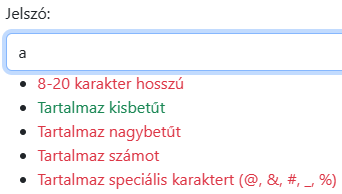 Jelszó:
a
8-20 karakter hosszú
Tartalmaz kisbetűt
Tartalmaz nagybetűt
Tartalmaz számot
Tartalmaz speciális karaktert (@, &, #, _, %)